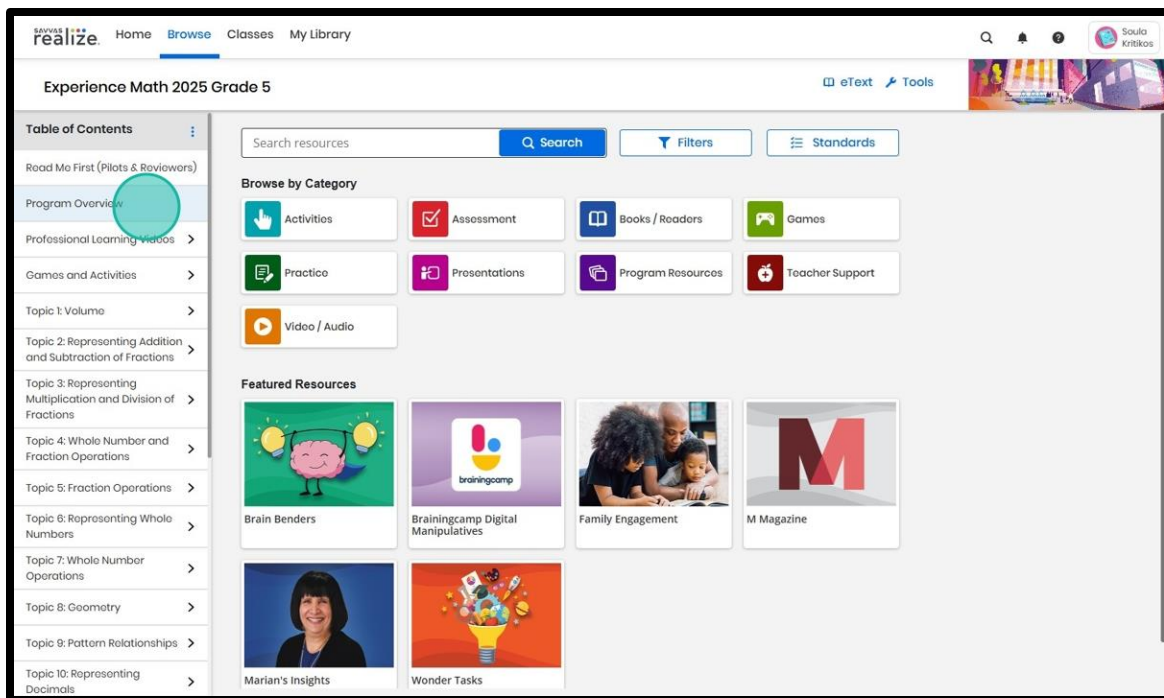 savvas
realize.
Home Browse Classes My Library
Soula
Kritikos
Experience Math 2025 Grade 5
eText Tools
Table of Contents
Read Me First (Pilots & Reviewers)
Program Overview
Professional Learning Videos
Games and Activities
Topic 1: Volume
Topic 2: Representing Addition
and Subtraction of Fractions
Topic 3: Representing
Multiplication and Division of
Fractions
Topic 4: Whole Number and
Fraction Operations
Topic 5: Fraction Operations
Topic 6: Representing Whole
Numbers
Topic 7: Whole Number
Operations
Topic 8: Geometry
Topic 9: Pattern Relationships
Topic 10: Representing
Decimals
Search resources
Search
Filters
Standards
Browse by Category
Activities
Assessment
Books / Readers
Games
Practice
Presentations
Program Resources
Teacher Support
Video / Audio
Featured Resources
brainingcamp
M
Brain Benders
Brainingcamp Digital
Manipulatives
Family Engagement
M Magazine
Marian's Insights
Wonder Tasks